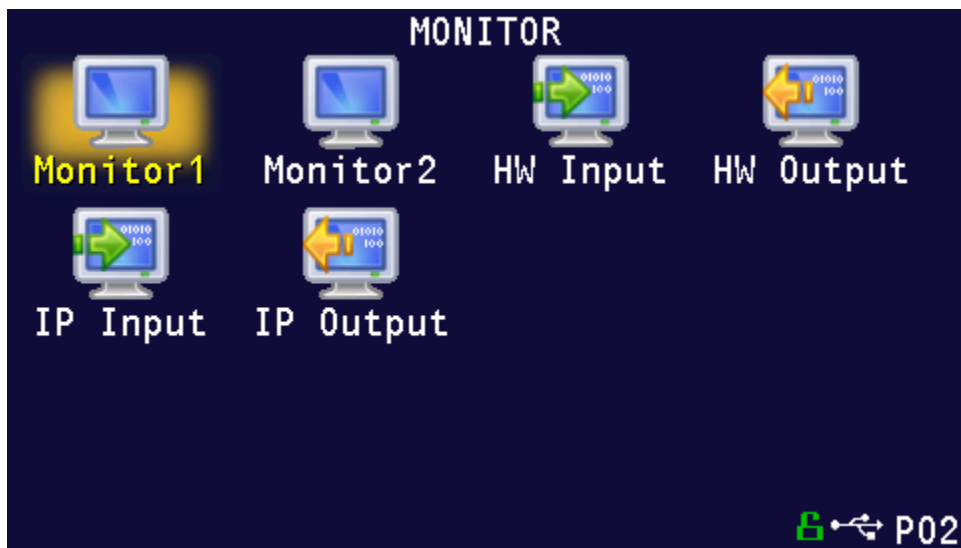 MONITOR
Monitor1 Monitor2 HW Input HW Output
IP Input IP Output
P02